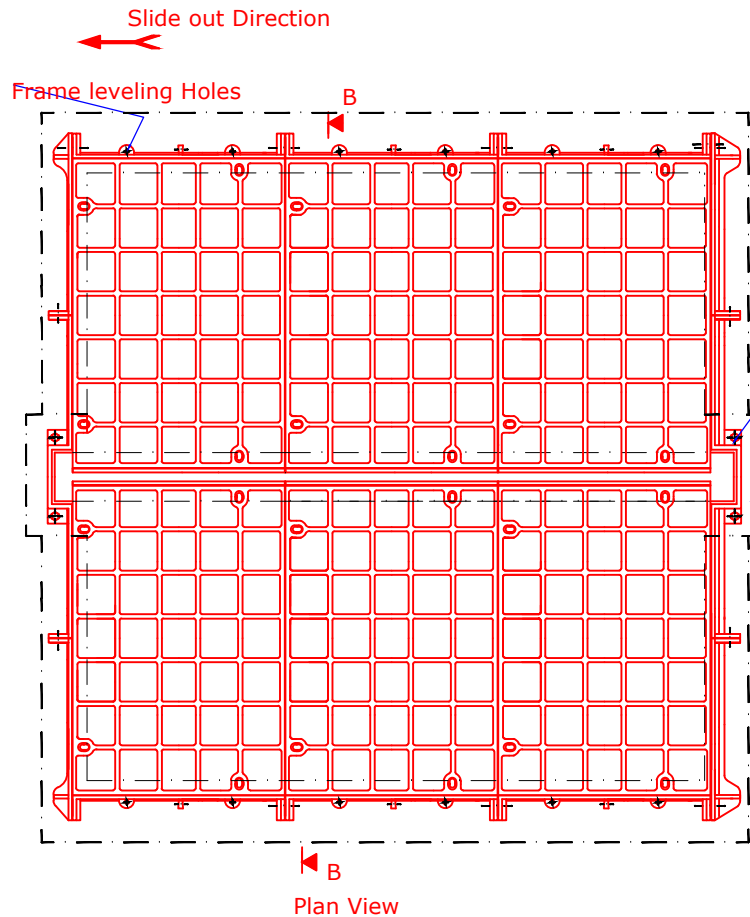 Slide out Direction
Frame leveling Holes
B
B
Plan View